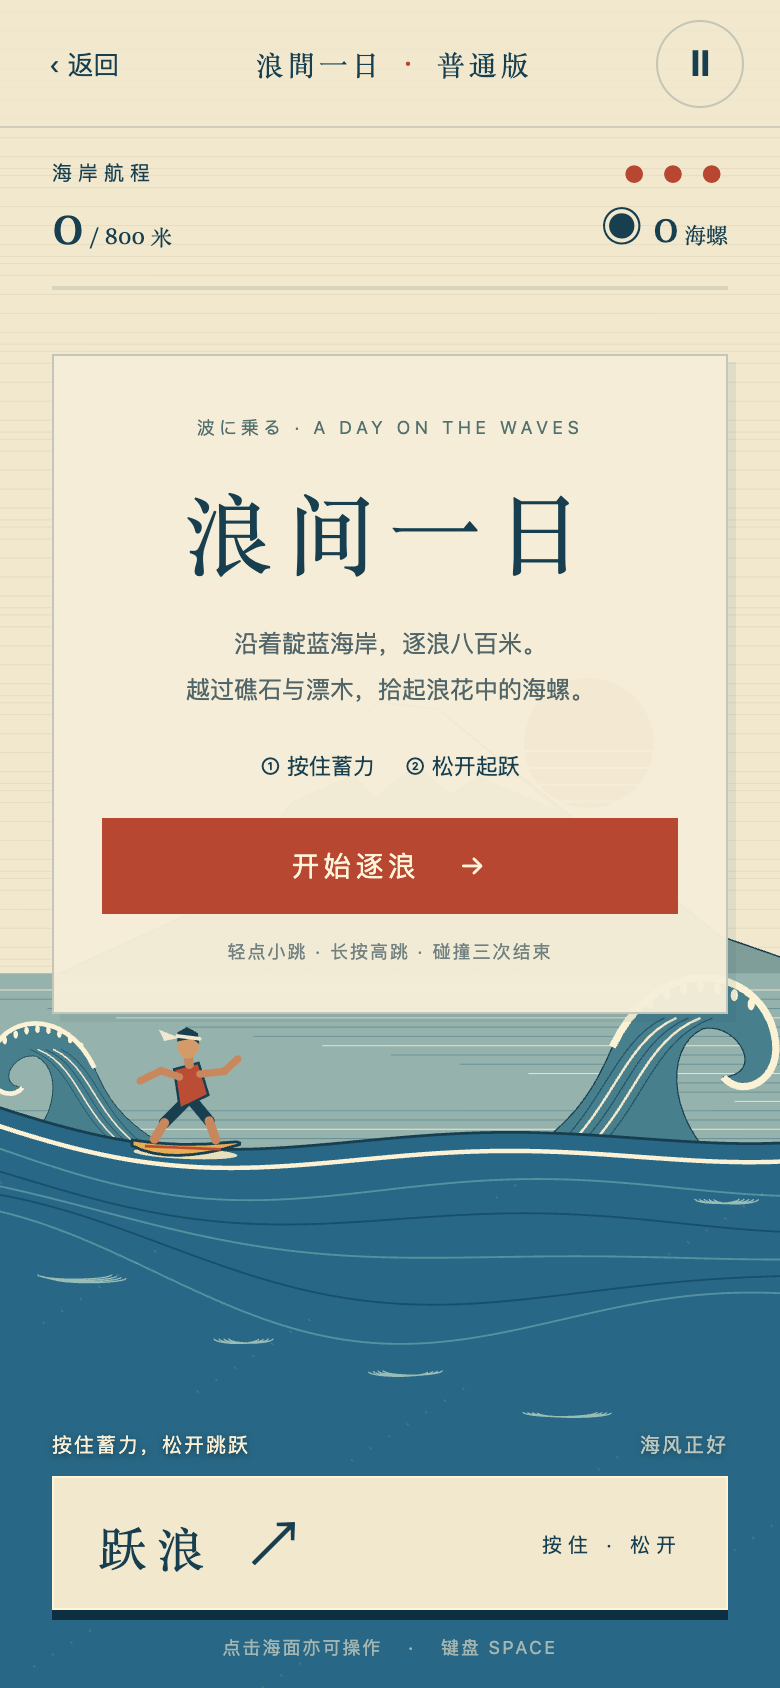 ‹ 返回
浪間一日 · 普通版
海岸航程
0 / 800 米
0 海螺
波に乗る · A DAY ON THE WAVES
浪间一日
沿着靛蓝海岸，逐浪八百米。
越过礁石与漂木，拾起浪花中的海螺。
① 按住蓄力 ② 松开起跃
开始逐浪 →
轻点小跳 · 长按高跳 · 碰撞三次结束
按住蓄力，松开跳跃
海风正好
跃浪 ↗
按住 · 松开
点击海面亦可操作 · 键盘 SPACE